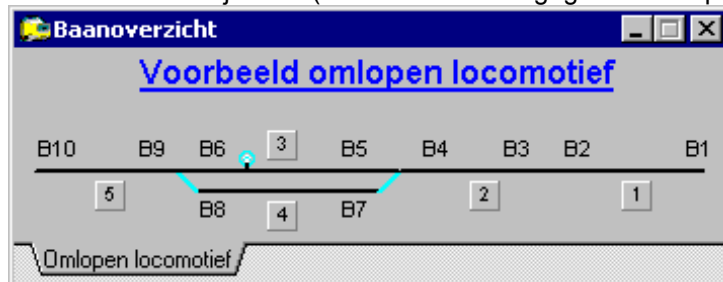 Baanoverzicht
Voorbeeld omlopen locomotief
3
B10 B9 B6 B5 B4 B3 B2 B1
5 2 1
B8 4 B7
Omlopen locomotief